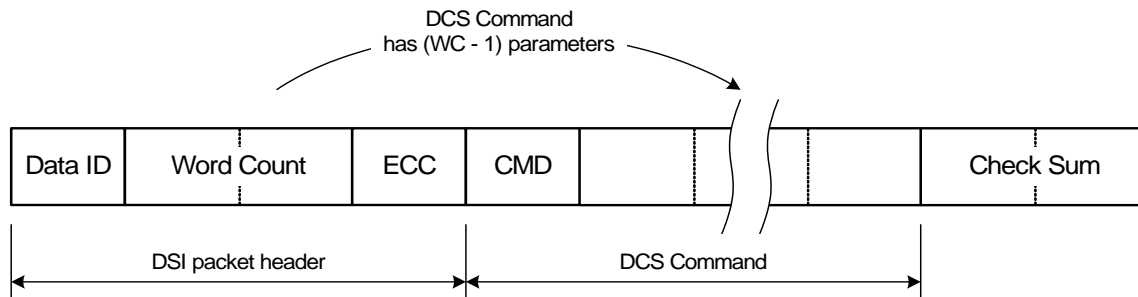 DCS Command
has (WC - 1) parameters
Data ID
Word Count
ECC
CMD
Check Sum
DSI packet header
DCS Command